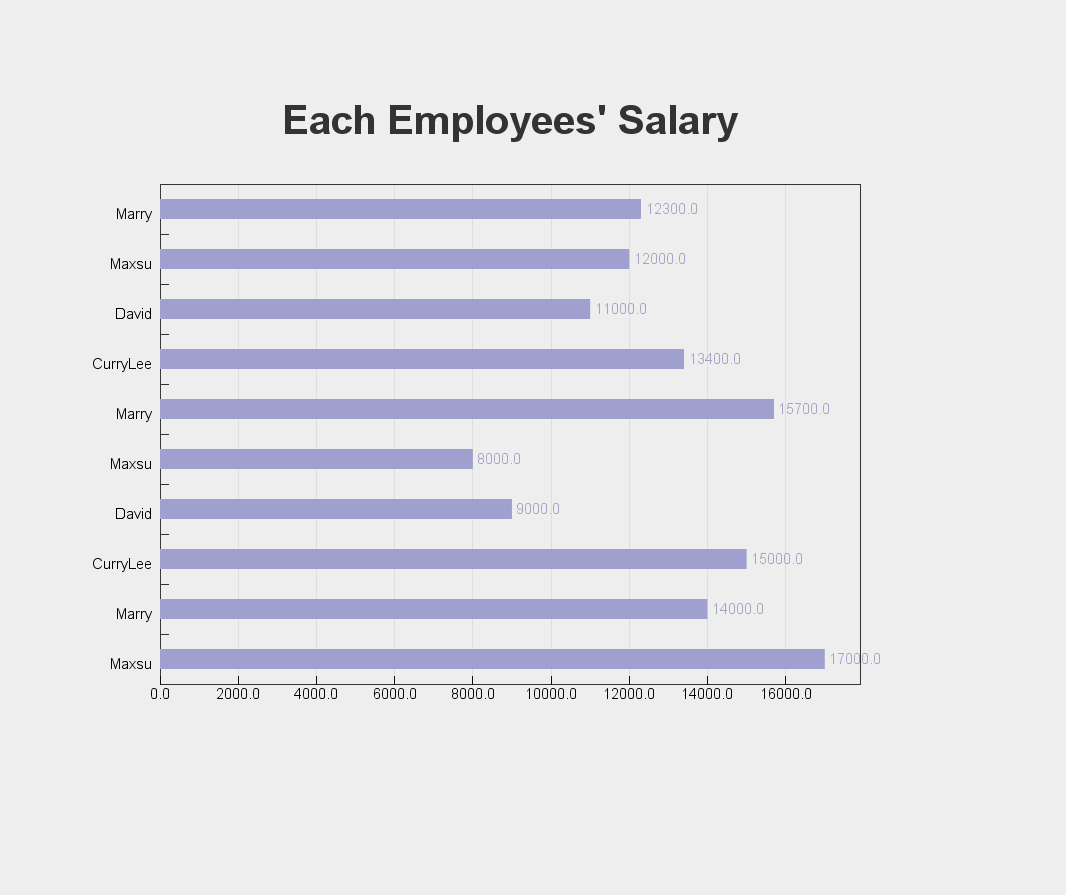 Each Employees' Salary
Marry 12300.0
Maxsu 12000.0
David 11000.0
CurryLee 13400.0
Marry 15700.0
Maxsu 8000.0
David 9000.0
CurryLee 15000.0
Marry 14000.0
Maxsu 17000.0
0.0 2000.0 4000.0 6000.0 8000.0 10000.0 12000.0 14000.0 16000.0